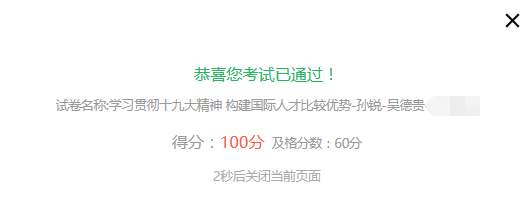 恭喜您考试已通过！
试卷名称:学习贯彻十九大精神 构建国际人才比较优势-孙锐-吴德贵
得分：100分 及格分数：60分
2秒后关闭当前页面